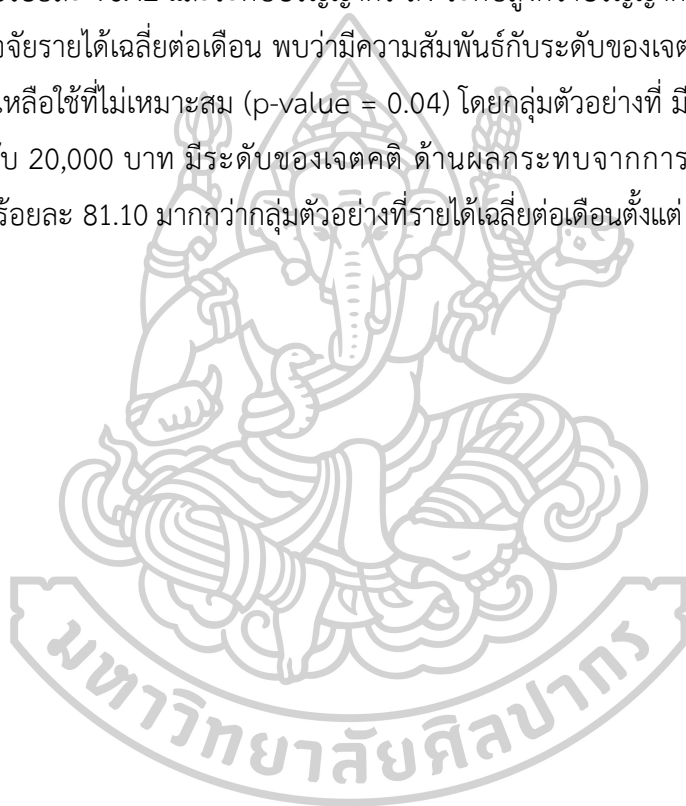 จจัยรายได้เฉลี่ยต่อเดือน พบว่ามีความสัมพันธ์กับระดับของเจต
เหลือใช้ที่ไม่เหมาะสม (p-value = 0.04) โดยกลุ่มตัวอย่างที่ มี
บ 20,000 บาท มีระดับของเจตคติ ด้านผลกระทบจากการ
ร้อยละ 81.10 มากกว่ากลุ่มตัวอย่างที่รายได้เฉลี่ยต่อเดือนตั้งแต่
มหาวิทยาลัยศิลปากร